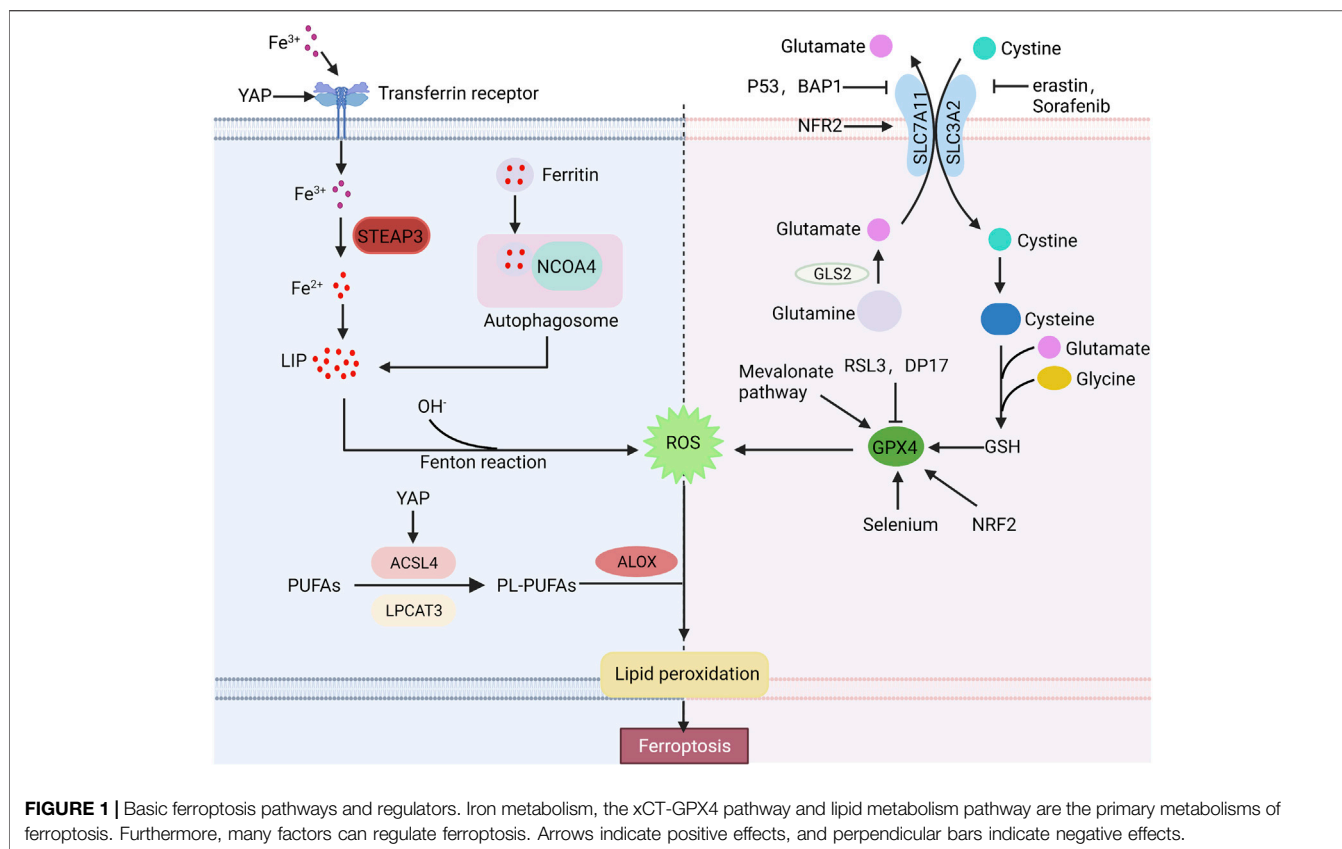 Fe3+
YAP
Transferrin receptor
Fe3+
STEAP3
Fe2+
LIP
Ferritin
NCOA4
Autophagosome
OH-
Fenton reaction
YAP
ACSL4
PUFAs
LPCAT3
PL-PUFAs
ALOX
ROS
Lipid peroxidation
Ferroptosis
Glutamate
Cystine
P53, BAP1
NFR2
SLC7A11
SLC3A2
erastin,
Sorafenib
Glutamate
GLS2
Glutamine
Cystine
Cysteine
Glutamate
Glycine
GSH
Mevalonate
pathway
RSL3, DP17
GPX4
Selenium
NRF2
FIGURE 1 | Basic ferroptosis pathways and regulators. Iron metabolism, the xCT-GPX4 pathway and lipid metabolism pathway are the primary metabolisms of
ferroptosis. Furthermore, many factors can regulate ferroptosis. Arrows indicate positive effects, and perpendicular bars indicate negative effects.